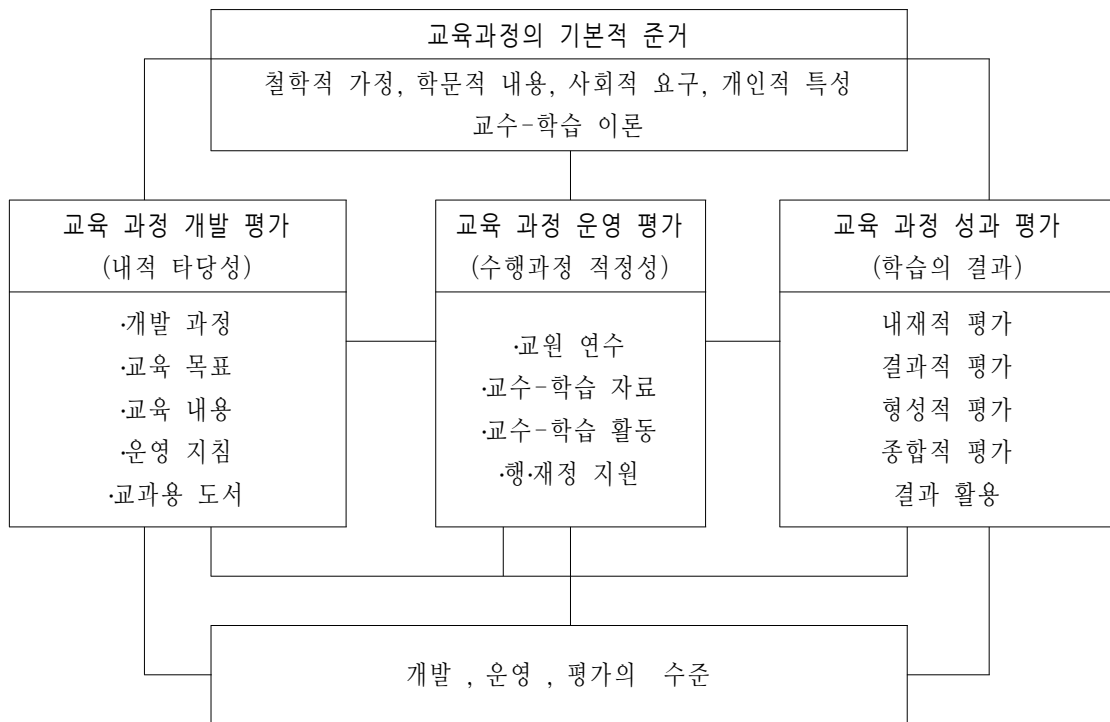 교육과정의 기본적 준거
철학적 가정, 학문적 내용, 사회적 요구, 개인적 특성
교수-학습 이론
교육 과정 개발 평가
(내적 타당성)
·개발 과정
·교육 목표
·교육 내용
·운영 지침
·교과용 도서
교육 과정 운영 평가
(수행과정 적정성)
·교원 연수
·교수-학습 자료
·교수-학습 활동
·행·재정 지원
교육 과정 성과 평가
(학습의 결과)
내재적 평가
결과적 평가
형성적 평가
종합적 평가
결과 활용
개발 , 운영 , 평가의 수준